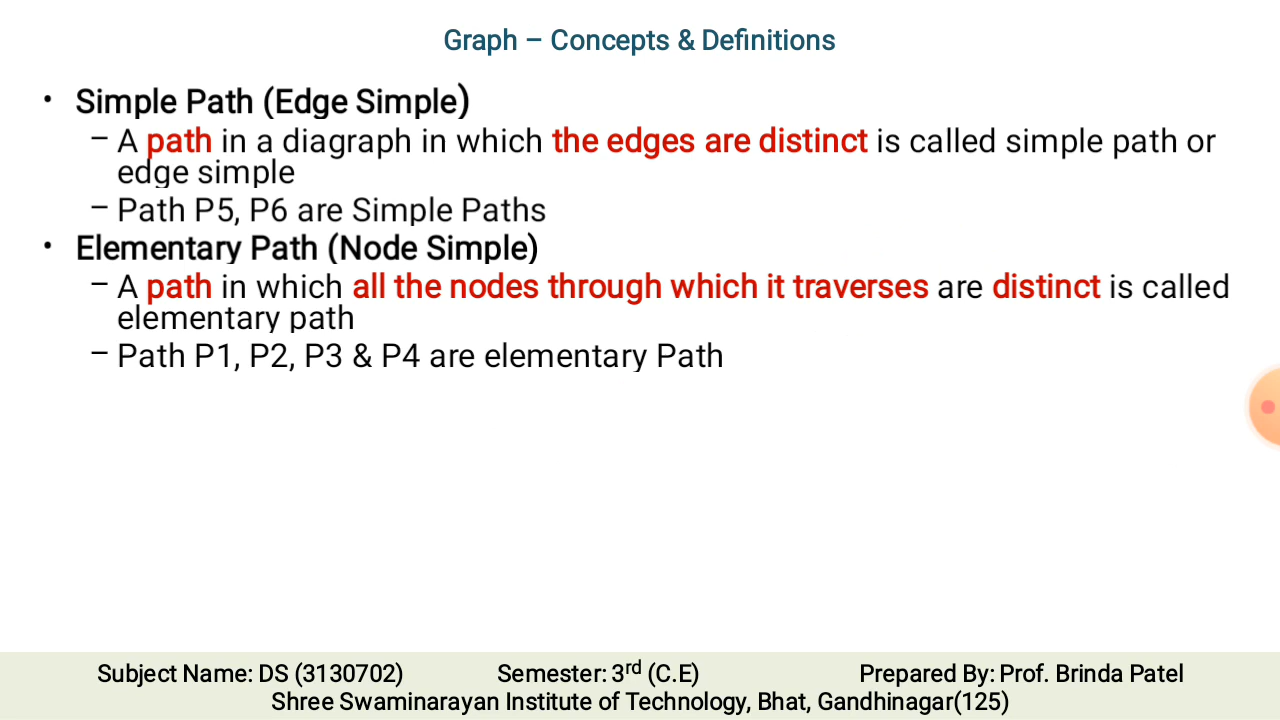 Graph – Concepts & Definitions
• Simple Path (Edge Simple)
– A path in a diagraph in which the edges are distinct is called simple path or
edge simple
– Path P5, P6 are Simple Paths
• Elementary Path (Node Simple)
– A path in which all the nodes through which it traverses are distinct is called
elementary path
– Path P1, P2, P3 & P4 are elementary Path
Subject Name: DS (3130702) Semester: 3rd (C.E) Prepared By: Prof. Brinda Patel
Shree Swaminarayan Institute of Technology, Bhat, Gandhinagar(125)